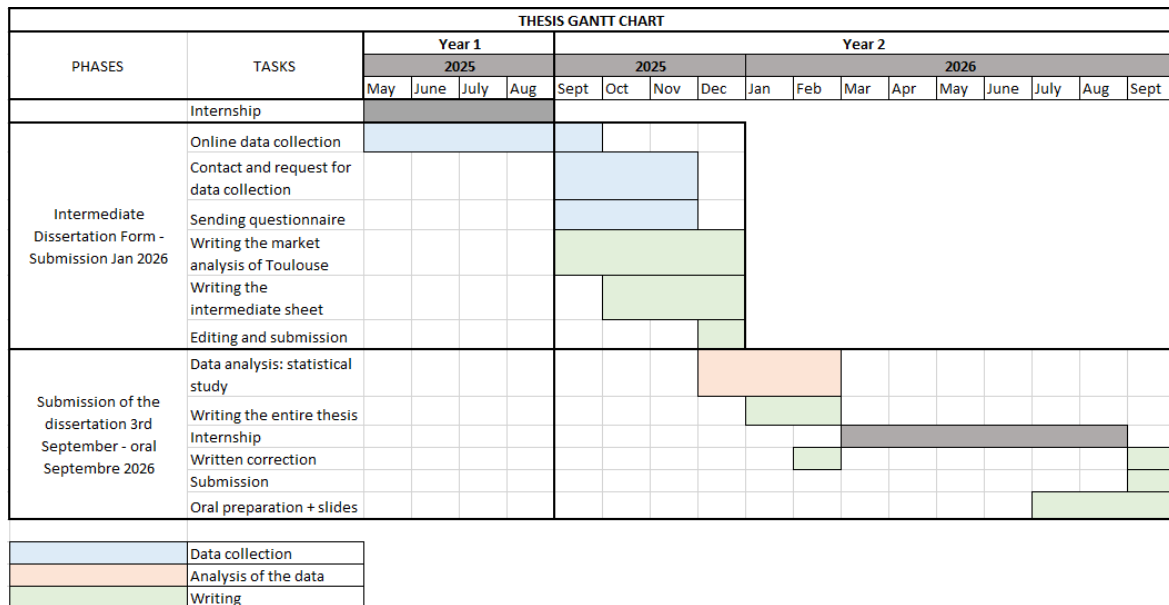 THESIS GANTT CHART
PHASES TASKS Year 1 Year 2
2025 2025 2026
May June July Aug Sept Oct Nov Dec Jan Feb Mar Apr May June July Aug Sept
Internship
Intermediate
Dissertation Form -
Submission Jan 2026
Online data collection
Contact and request for
data collection
Sending questionnaire
Writing the market
analysis of Toulouse
Writing the
intermediate sheet
Editing and submission
Submission of the
dissertation 3rd
September - oral
Septembre 2026
Data analysis: statistical
study
Writing the entire thesis
Internship
Written correction
Submission
Oral preparation + slides
Data collection
Analysis of the data
Writing